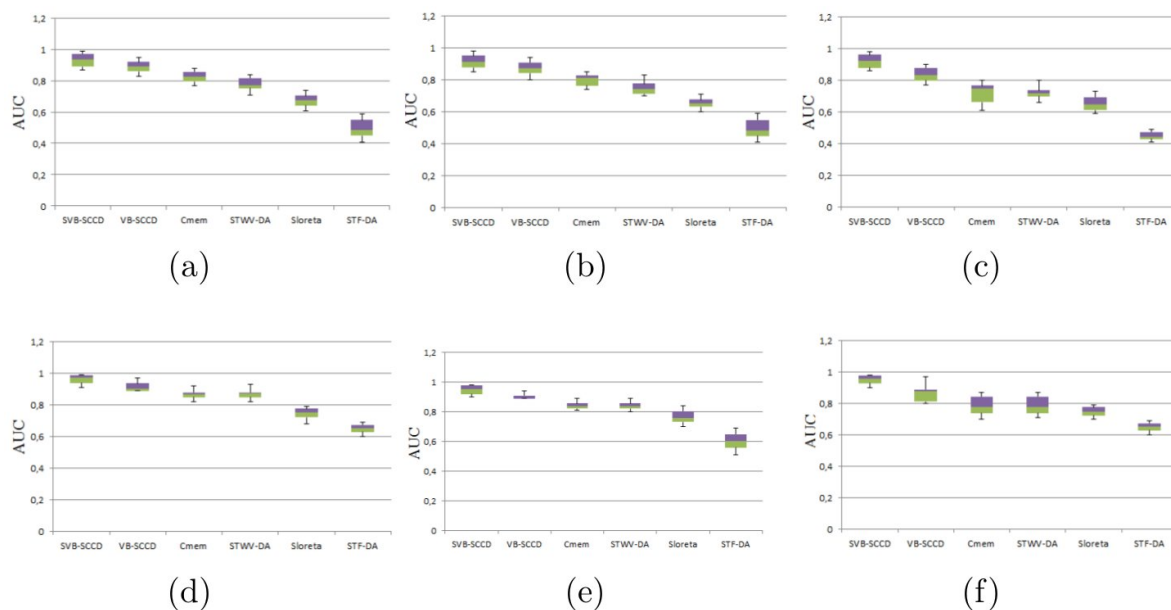 1,2
1
0,8
0,6
0,4
0,2
0
AUC
SVB-SCCD VB-SCCD Cmem STWV-DA Sloreta STF-DA
(a)
1,2
1
0,8
0,6
0,4
0,2
0
AUC
SVB-SCCD VB-SCCD Cmem STWV-DA Sloreta STF-DA
(b)
1,2
1
0,8
0,6
0,4
0,2
0
AUC
SVB-SCCD VB-SCCD Cmem STWV-DA Sloreta STF-DA
(c)
1,2
1
0,8
0,6
0,4
0,2
0
AUC
SVB-SCCD VB-SCCD Cmem STWV-DA Sloreta STF-DA
(d)
1,2
1
0,8
0,6
0,4
0,2
0
AUC
SVB-SCCD VB-SCCD Cmem STWV-DA Sloreta STF-DA
(e)
1,2
1
0,8
0,6
0,4
0,2
0
AUC
SVB-SCCD VB-SCCD Cmem STWV-DA Sloreta STF-DA
(f)